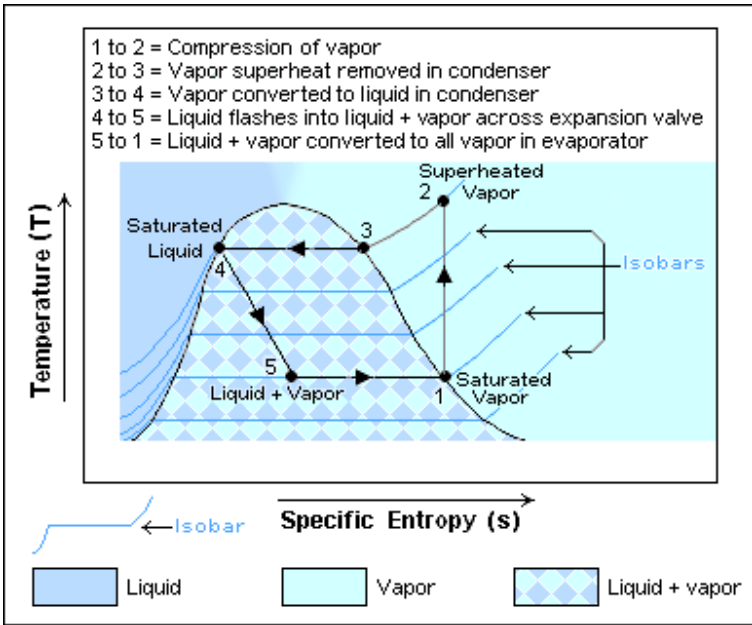 1 to 2 = Compression of vapor
2 to 3 = Vapor superheat removed in condenser
3 to 4 = Vapor converted to liquid in condenser
4 to 5 = Liquid flashes into liquid + vapor across expansion valve
5 to 1 = Liquid + vapor converted to all vapor in evaporator
Superheated
2 Vapor
Saturated
Liquid
3
4
Isobars
5
Liquid + Vapor
1
Saturated
Vapor
Temperature (T)
Specific Entropy (s)
Isobar
Liquid
Vapor
Liquid + vapor